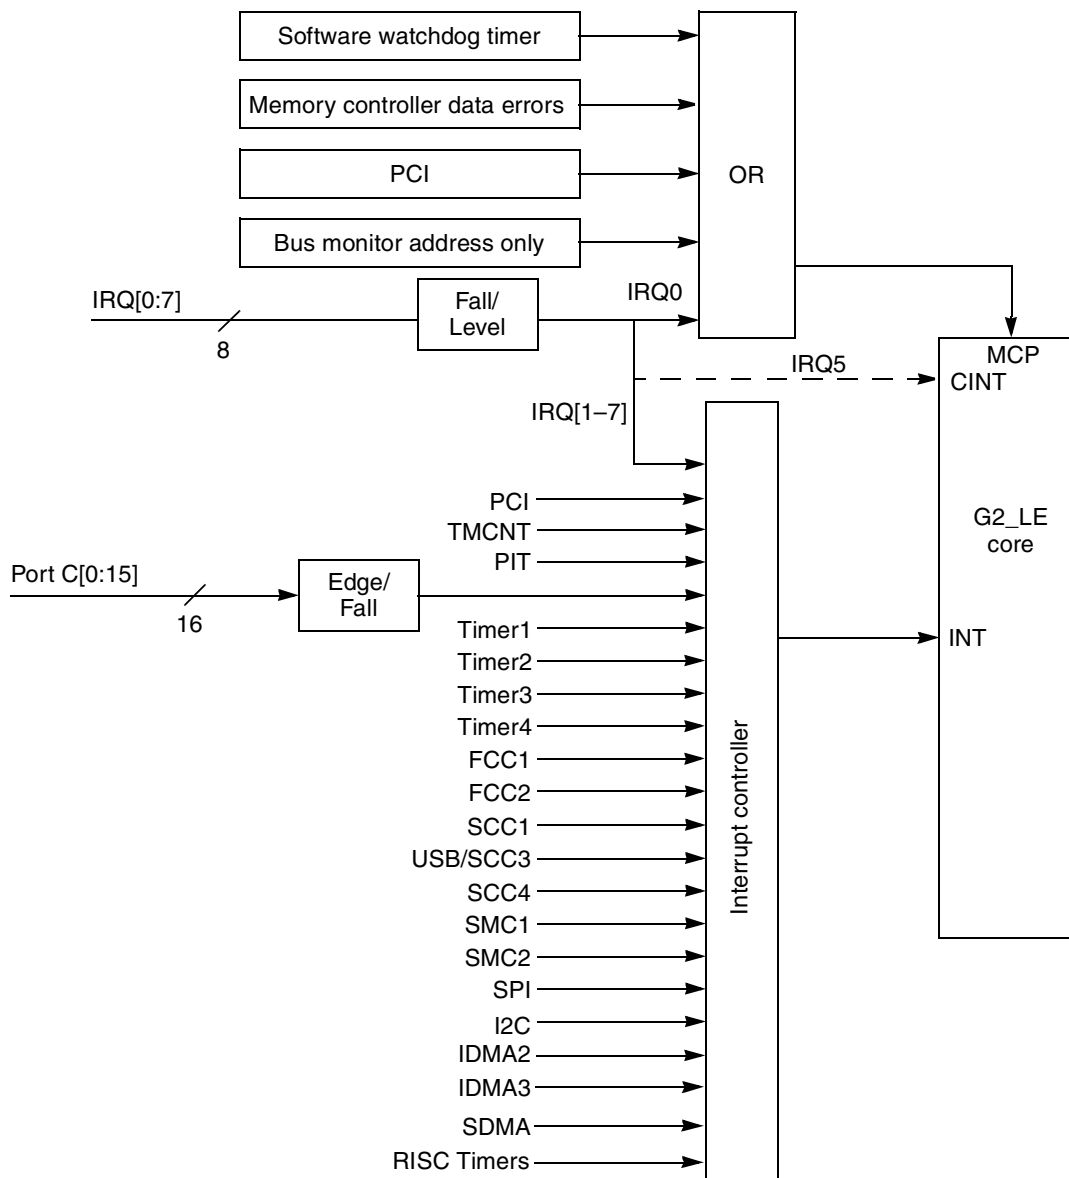 Software watchdog timer
Memory controller data errors
PCI
OR
Bus monitor address only
IRQ[0:7]
8
Fall/
Level
IRQ0
MCP
IRQ5
CINT
IRQ[1–7]
G2_LE
core
PCI
TMCNT
PIT
Port C[0:15]
16
Edge/
Fall
INT
Timer1
Timer2
Timer3
Timer4
FCC1
FCC2
SCC1
USB/SCC3
SCC4
SMC1
SMC2
SPI
I2C
IDMA2
IDMA3
SDMA
RISC Timers
Interrupt controller